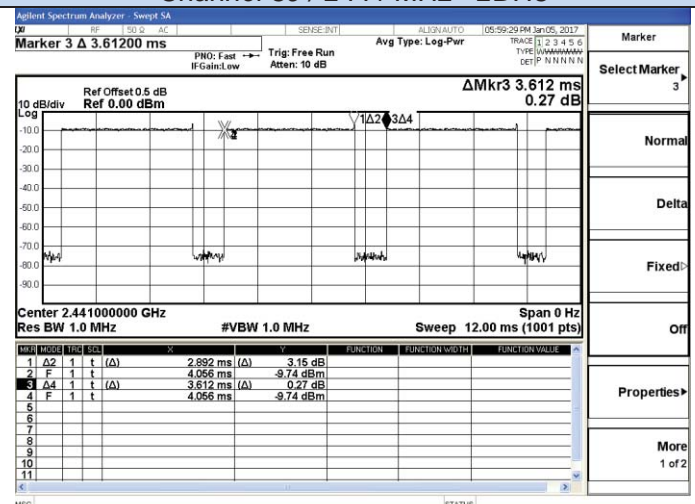 Agilent Spectrum Analyzer - Swept SA
RF 50 Ω AC SENSE:INT ALIGN AUTO 05:59:29 PM Jan 05, 2017
Marker 3 Δ 3.61200 ms
PNO: Fast
IFGain:Low
Trig: Free Run
Atten: 10 dB
Avg Type: Log-Pwr
TRACE 1 2 3 4 5 6
TYPE
DET P N N N N N
Ref Offset 0.5 dB
10 dB/div Ref 0.00 dBm
Log
ΔMkr3 3.612 ms
0.27 dB
1Δ2 3Δ4
-10.0
-20.0
-30.0
-40.0
-50.0
-60.0
-70.0
-80.0
-90.0
Center 2.441000000 GHz Span 0 Hz
Res BW 1.0 MHz #VBW 1.0 MHz Sweep 12.00 ms (1001 pts)
MKR MODE TRC SCL X Y FUNCTION FUNCTION WIDTH FUNCTION VALUE
1 Δ2 1 t (Δ) 2.892 ms (Δ) 3.15 dB
2 F 1 t 4.056 ms -9.74 dBm
3 Δ4 1 t (Δ) 3.612 ms (Δ) 0.27 dB
4 F 1 t 4.056 ms -9.74 dBm
5
6
7
8
9
10
11
MSG STATUS
Marker
Select Marker
3
Normal
Delta
Fixed
Off
Properties
More
1 of 2